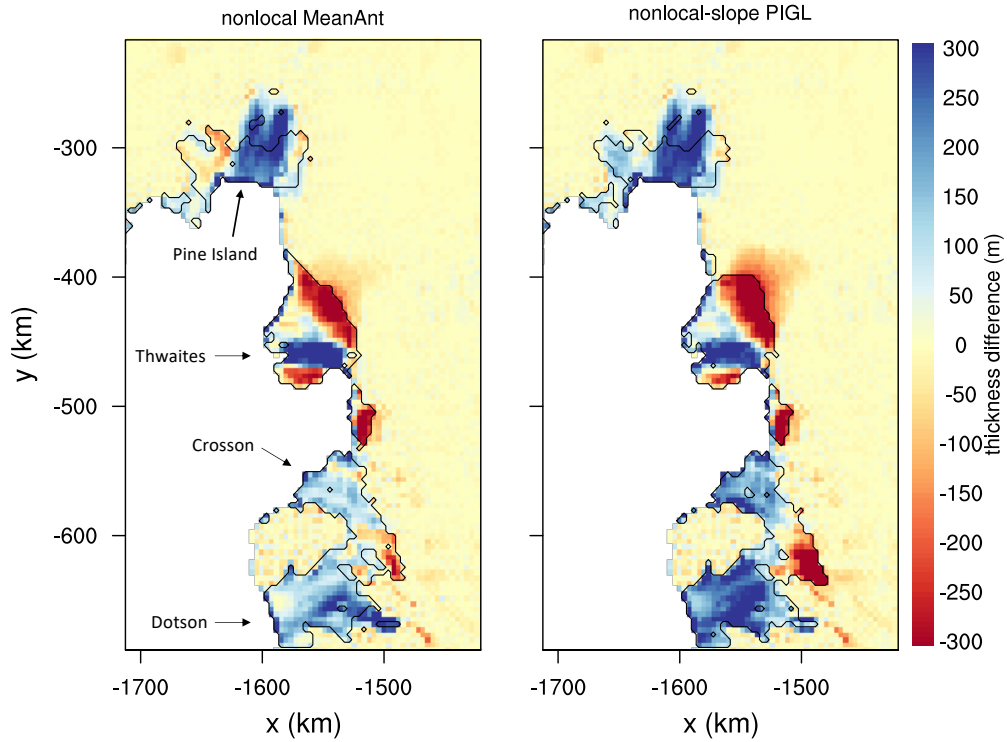 nonlocal MeanAnt
nonlocal-slope PIGL
y (km)
-300
-400
-500
-600
Pine Island
Thwaites
Crosson
Dotson
-1700
-1600
-1500
x (km)
-1700
-1600
-1500
x (km)
300
250
200
150
100
50
0
-50
-100
-150
-200
-250
-300
thickness difference (m)